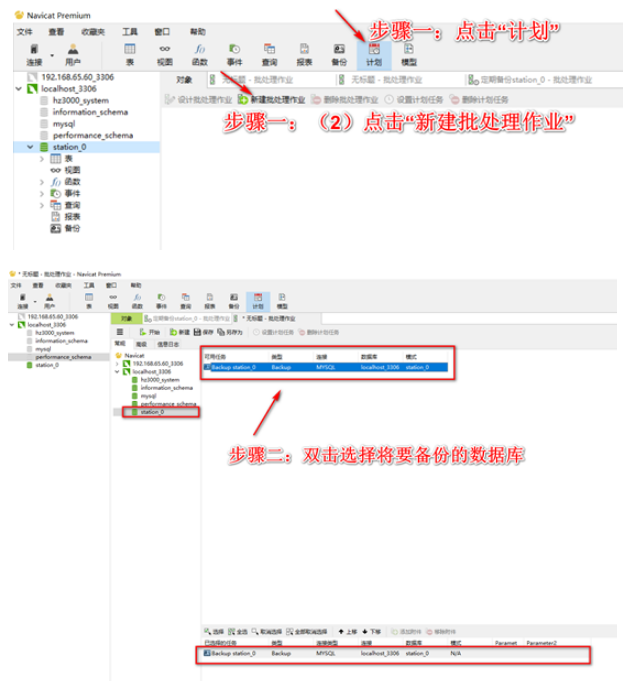 Navicat Premium
文件 查看 收藏夹 工具 窗口 帮助
步骤一：点击“计划”
连接 用户 表 视图 函数 事件 查询 报表 备份 计划 模型
192.168.65.60_3306
对象 无标题 - 批处理作业 无标题 - 批处理作业 定期备份station_0 - 批处理作业
localhost_3306
设计批处理作业 新建批处理作业 删除批处理作业 设置计划任务 删除计划任务
hz3000_system
步骤一：（2）点击“新建批处理作业”
information_schema
mysql
performance_schema
station_0
表
视图
函数
事件
查询
报表
备份
* 无标题 - 批处理作业 - Navicat Premium
文件 查看 收藏夹 工具 窗口 帮助
连接 用户 表 视图 函数 事件 查询 报表 备份 计划 模型
192.168.65.60_3306
对象 定期备份station_0 - 批处理作业 * 无标题 - 批处理作业
localhost_3306
hz3000_system
information_schema
mysql
performance_schema
station_0
开始 新建 保存 另存为 设置计划任务 删除计划任务
常规 高级 信息日志
Navicat
192.168.65.60_3306
localhost_3306
hz3000_system
information_schema
mysql
performance_schema
station_0
可用任务 类型 连接 数据库 模式
Backup station_0 Backup MYSQL localhost_3306 station_0
步骤二：双击选择将要备份的数据库
选择 全选 取消选择 全部取消选择 上移 下移 添加附件 移除附件
已选择的任务 类型 连接类型 连接 数据库 模式 Paramet Parameter2
Backup station_0 Backup MYSQL localhost_3306 station_0 N/A